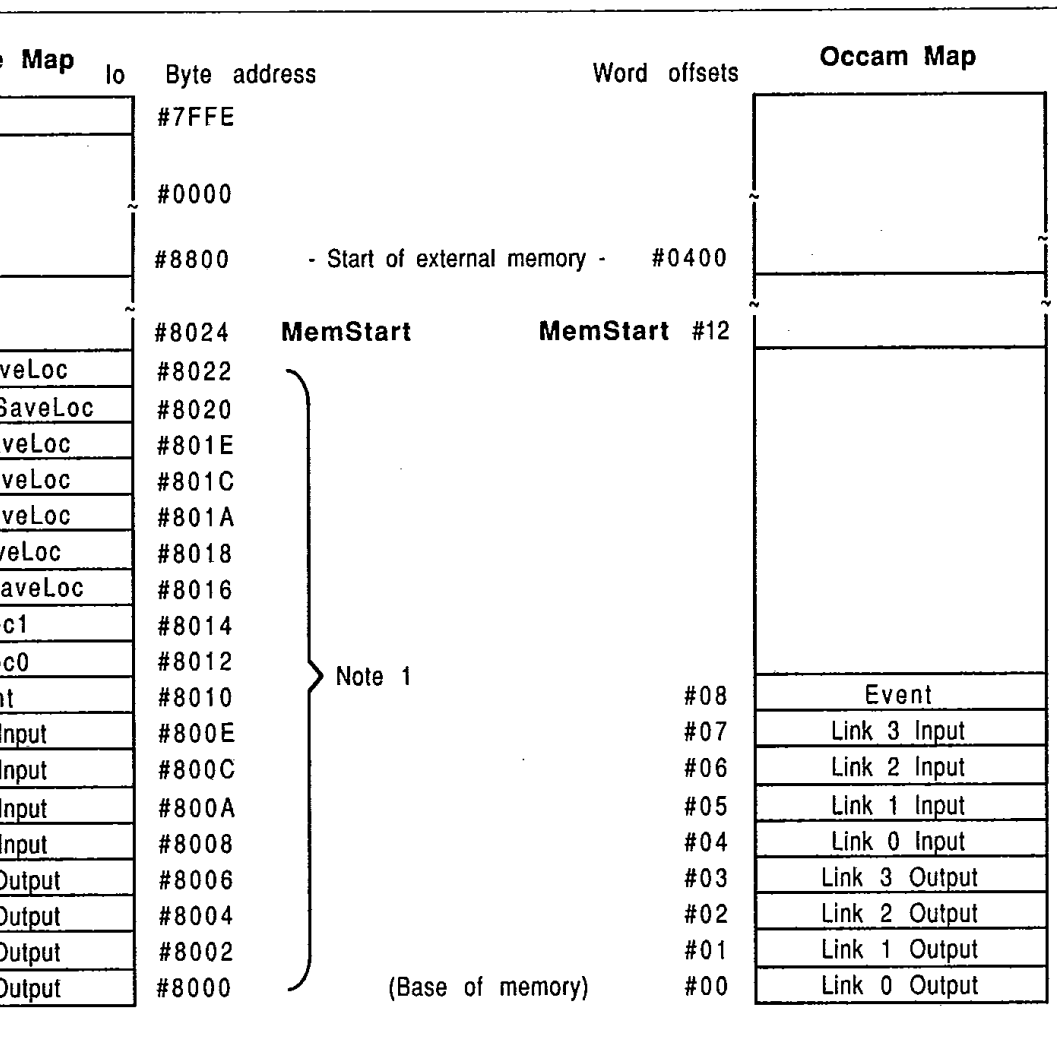 Map lo Byte address Word offsets Occam Map
#7FFE
#0000
#8800 - Start of external memory - #0400
#8024 MemStart MemStart #12
veLoc #8022
SaveLoc #8020
veLoc #801E
veLoc #801C
veLoc #801A
veLoc #8018
aveLoc #8016
c1 #8014
c0 #8012
Note 1
nt #8010 #08 Event
Input #800E #07 Link 3 Input
Input #800C #06 Link 2 Input
Input #800A #05 Link 1 Input
Input #8008 #04 Link 0 Input
Output #8006 #03 Link 3 Output
Output #8004 #02 Link 2 Output
Output #8002 #01 Link 1 Output
Output #8000 (Base of memory) #00 Link 0 Output